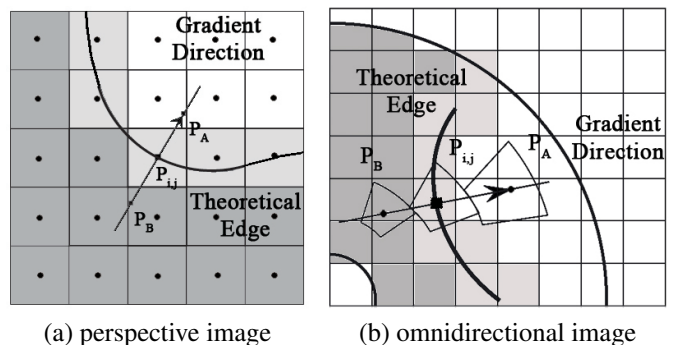 Gradient
Direction
P_A
P_i,j
P_B
Theoretical
Edge
Theoretical
Edge
Gradient
Direction
P_B
P_i,j
P_A
(a) perspective image
(b) omnidirectional image